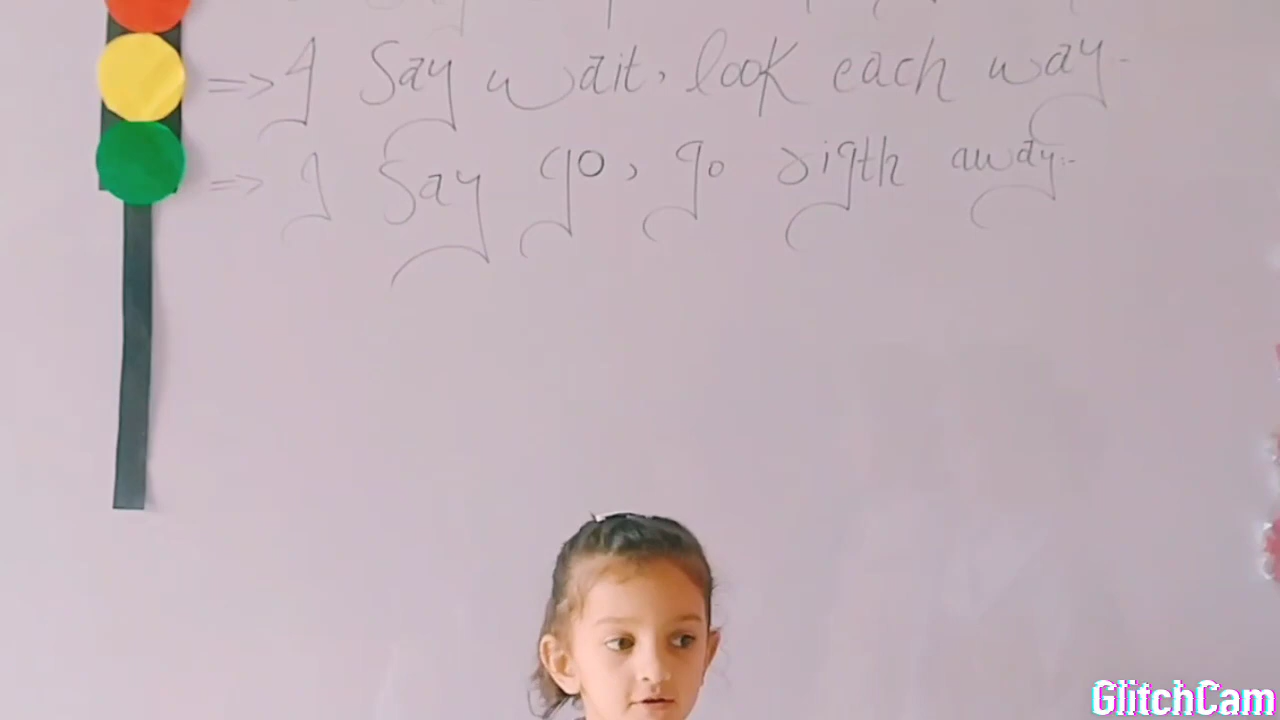 => I Say wait, look each way.
=> I Say go, go rigth away:-
GlitchCam